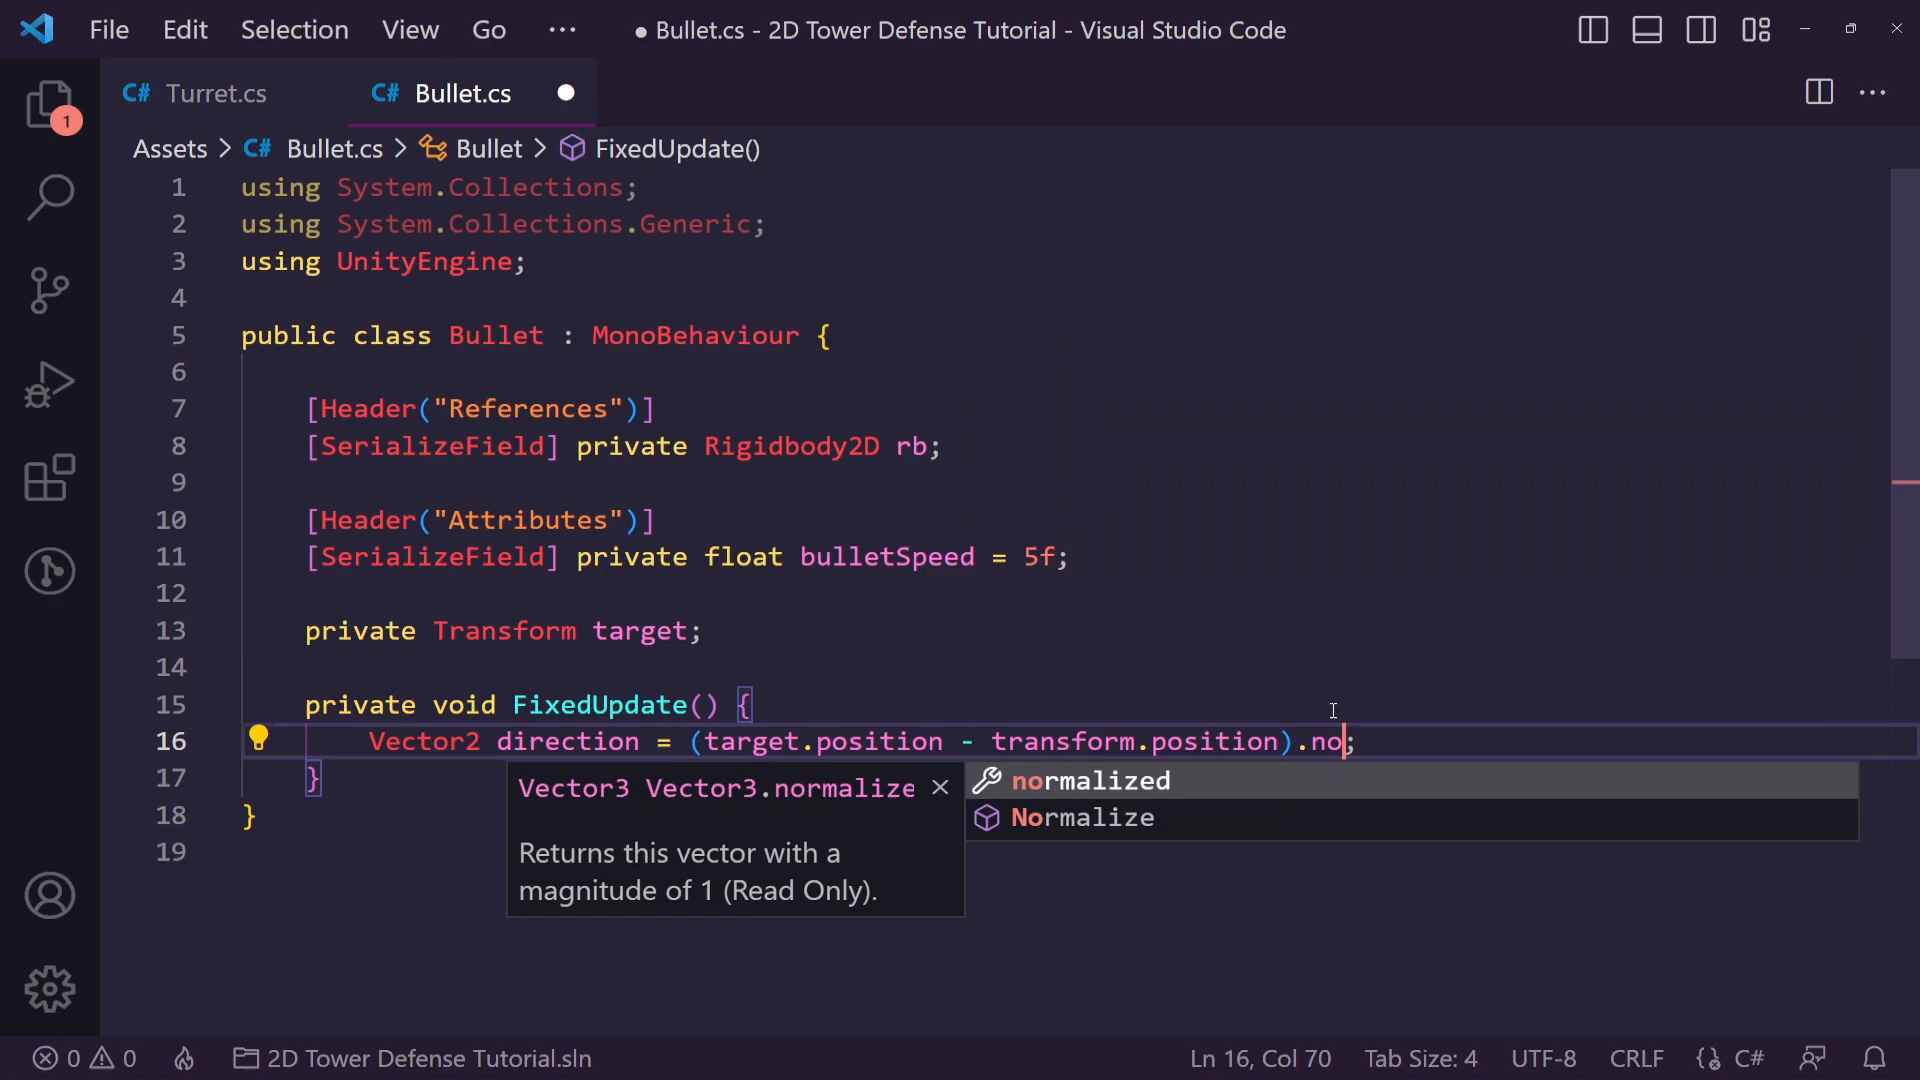 File Edit Selection View Go ··· ● Bullet.cs - 2D Tower Defense Tutorial - Visual Studio Code
C# Turret.cs C# Bullet.cs ●
1
Assets > C# Bullet.cs > Bullet > FixedUpdate()
1 using System.Collections;
2 using System.Collections.Generic;
3 using UnityEngine;
4
5 public class Bullet : MonoBehaviour {
6
7 [Header("References")]
8 [SerializeField] private Rigidbody2D rb;
9
10 [Header("Attributes")]
11 [SerializeField] private float bulletSpeed = 5f;
12
13 private Transform target;
14
15 private void FixedUpdate() {
16 Vector2 direction = (target.position - transform.position).no;
17 }
18 }
19
Vector3 Vector3.normalize
Returns this vector with a
magnitude of 1 (Read Only).
normalized
Normalize
0 0 2D Tower Defense Tutorial.sln Ln 16, Col 70 Tab Size: 4 UTF-8 CRLF C#